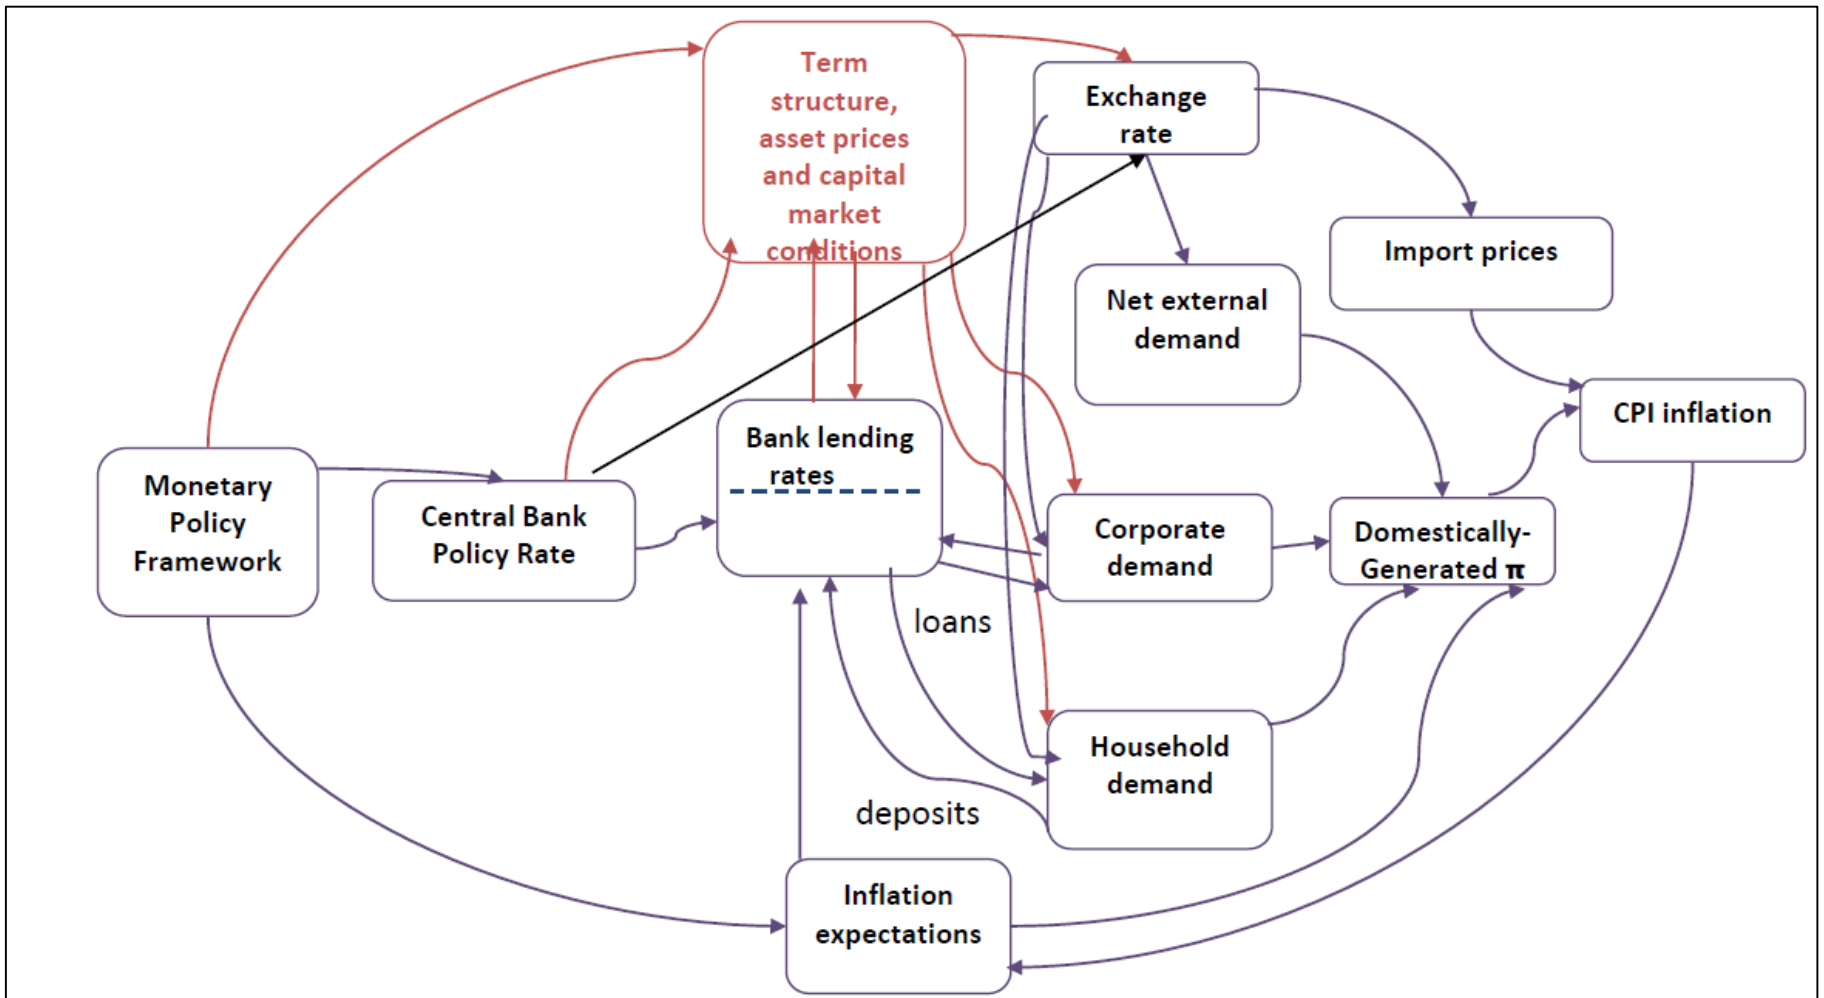 Term
structure,
asset prices
and capital
market
conditions
Exchange
rate
Import prices
Net external
demand
CPI inflation
Bank lending
rates
Monetary
Policy
Framework
Central Bank
Policy Rate
Corporate
demand
Domestically-
Generated π
loans
Household
demand
deposits
Inflation
expectations